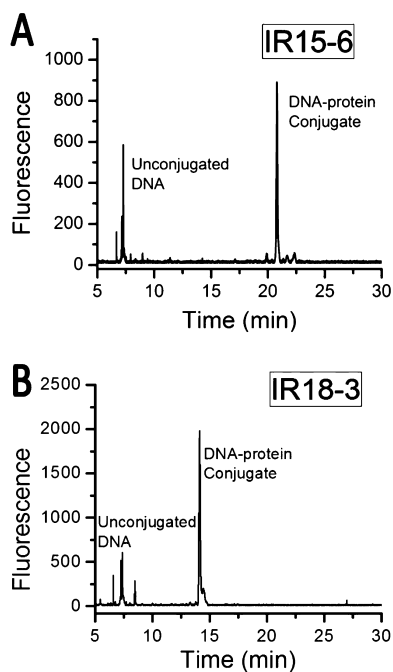 A
IR15-6
1000
800
600
400
200
0
Fluorescence
Unconjugated
DNA
DNA-protein
Conjugate
5 10 15 20 25 30
Time (min)
B
IR18-3
2500
2000
1500
1000
500
0
Fluorescence
Unconjugated
DNA
DNA-protein
Conjugate
5 10 15 20 25 30
Time (min)